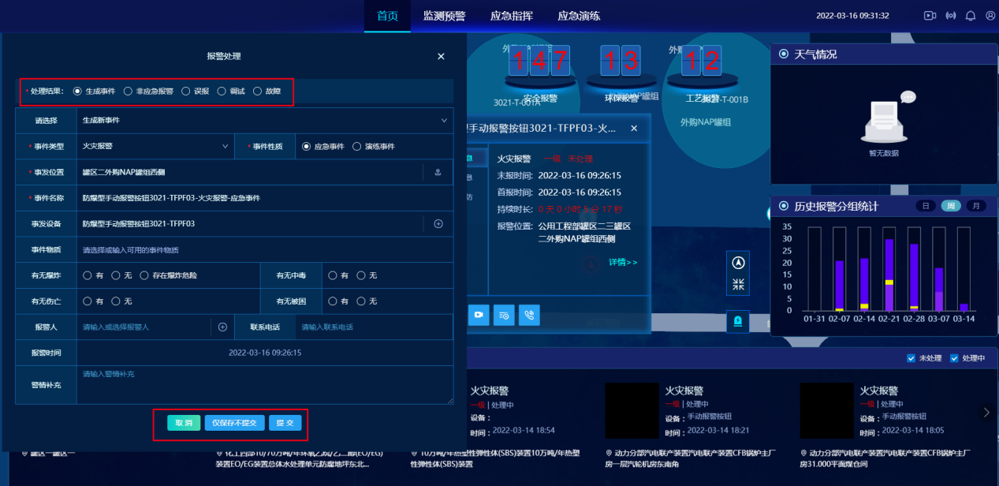 首页 监测预警 应急指挥 应急演练 2022-03-16 09:31:32
报警处理
* 处理结果: 生成事件 非应急报警 误报 调试 故障
请选择 生成新事件
* 事件类型 火灾报警 * 事件性质 应急事件 演练事件
* 事发位置 罐区二外购NAP罐组西侧
* 事件名称 防爆型手动报警按钮3021-TFPF03-火灾报警-应急事件
事发设备 防爆型手动报警按钮3021-TFPF03
事件物质 请选择或输入可用的事件物质
有无爆炸 有 无 存在爆炸危险 有无中毒 有 无
有无伤亡 有 无 有无被困 有 无
报警人 请输入或选择报警人 联系电话 请输入联系电话
报警时间 2022-03-16 09:26:15
警情补充 请输入警情补充
取消 仅保存不提交 提交
147 13 12
安全报警 环保报警 工艺报警
3021-T-001A
T-001B
外购NAP罐组
手动报警按钮3021-TFPF03-火...
火灾报警 一级 未处理
末报时间: 2022-03-16 09:26:15
首报时间: 2022-03-16 09:26:15
持续时长: 0 天 0 小时 5 分 17 秒
报警位置: 公用工程部罐区二三罐区
二外购NAP罐组西侧
详情>>
天气情况
暂无数据
历史报警分组统计 日 周 月
35
30
25
20
15
10
5
0
01-31 02-07 02-14 02-21 02-28 03-07 03-14
未处理 处理中
火灾报警
一级 | 处理中
设备：
时间：2022-03-14 18:54
火灾报警
一级 | 处理中
设备：手动报警按钮
时间：2022-03-14 18:21
火灾报警
一级 | 处理中
设备：手动报警按钮
时间：2022-03-14 18:05
罐区一罐区一
化工四部10/70万吨/年环氧乙烷/乙二醇(EO/EG)
装置EO/EG装置总体水处理单元防腐地坪东北...
10万吨/年热塑性弹性体(SBS)装置10万吨/年热塑
性弹性体(SBS)装置
动力分部汽电联产装置汽电联产装置CFB锅炉主厂
房一层汽轮机房东南角
动力分部汽电联产装置汽电联产装置CFB锅炉主厂
房31.000平面煤仓间